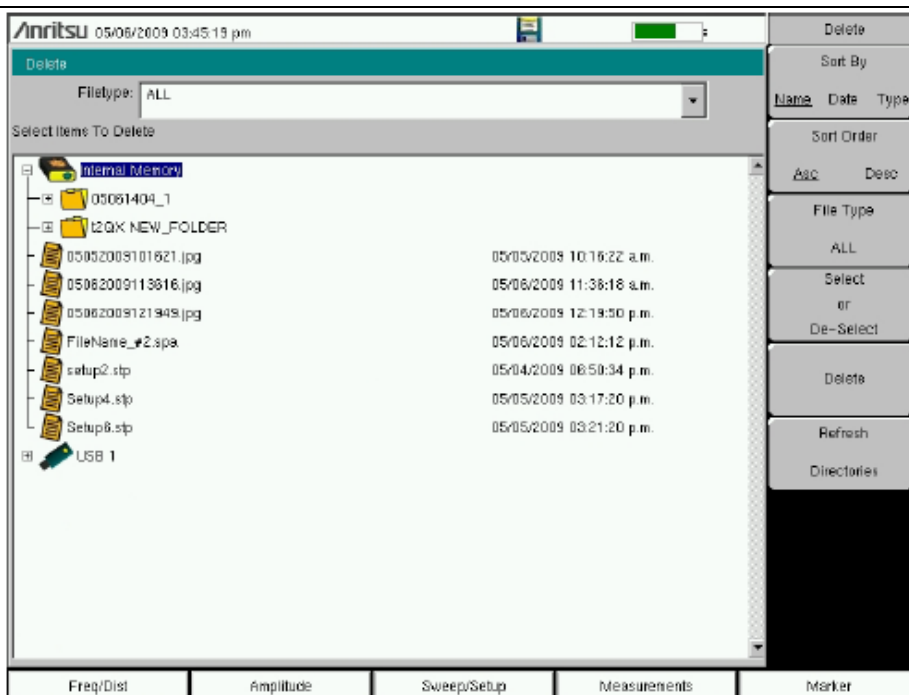 Anritsu 05/06/2009 03:45:19 pm
Delete
Filetype: ALL
Select Items To Delete
Internal Memory
05061404_1
t2QX NEW_FOLDER
05052009101621.jpg 05/05/2009 10:16:22 a.m.
05062009113616.jpg 05/06/2009 11:36:18 a.m.
05062009121949.jpg 05/06/2009 12:19:50 p.m.
FileName_#2.spa 05/06/2009 02:12:12 p.m.
setup2.stp 05/04/2009 06:50:34 p.m.
Setup4.stp 05/05/2009 03:17:20 p.m.
Setup6.stp 05/05/2009 03:21:20 p.m.
USB 1
Delete
Sort By
Name Date Type
Sort Order
Asc Desc
File Type
ALL
Select
or
De-Select
Delete
Refresh
Directories
Freq/Dist Amplitude Sweep/Setup Measurements Marker